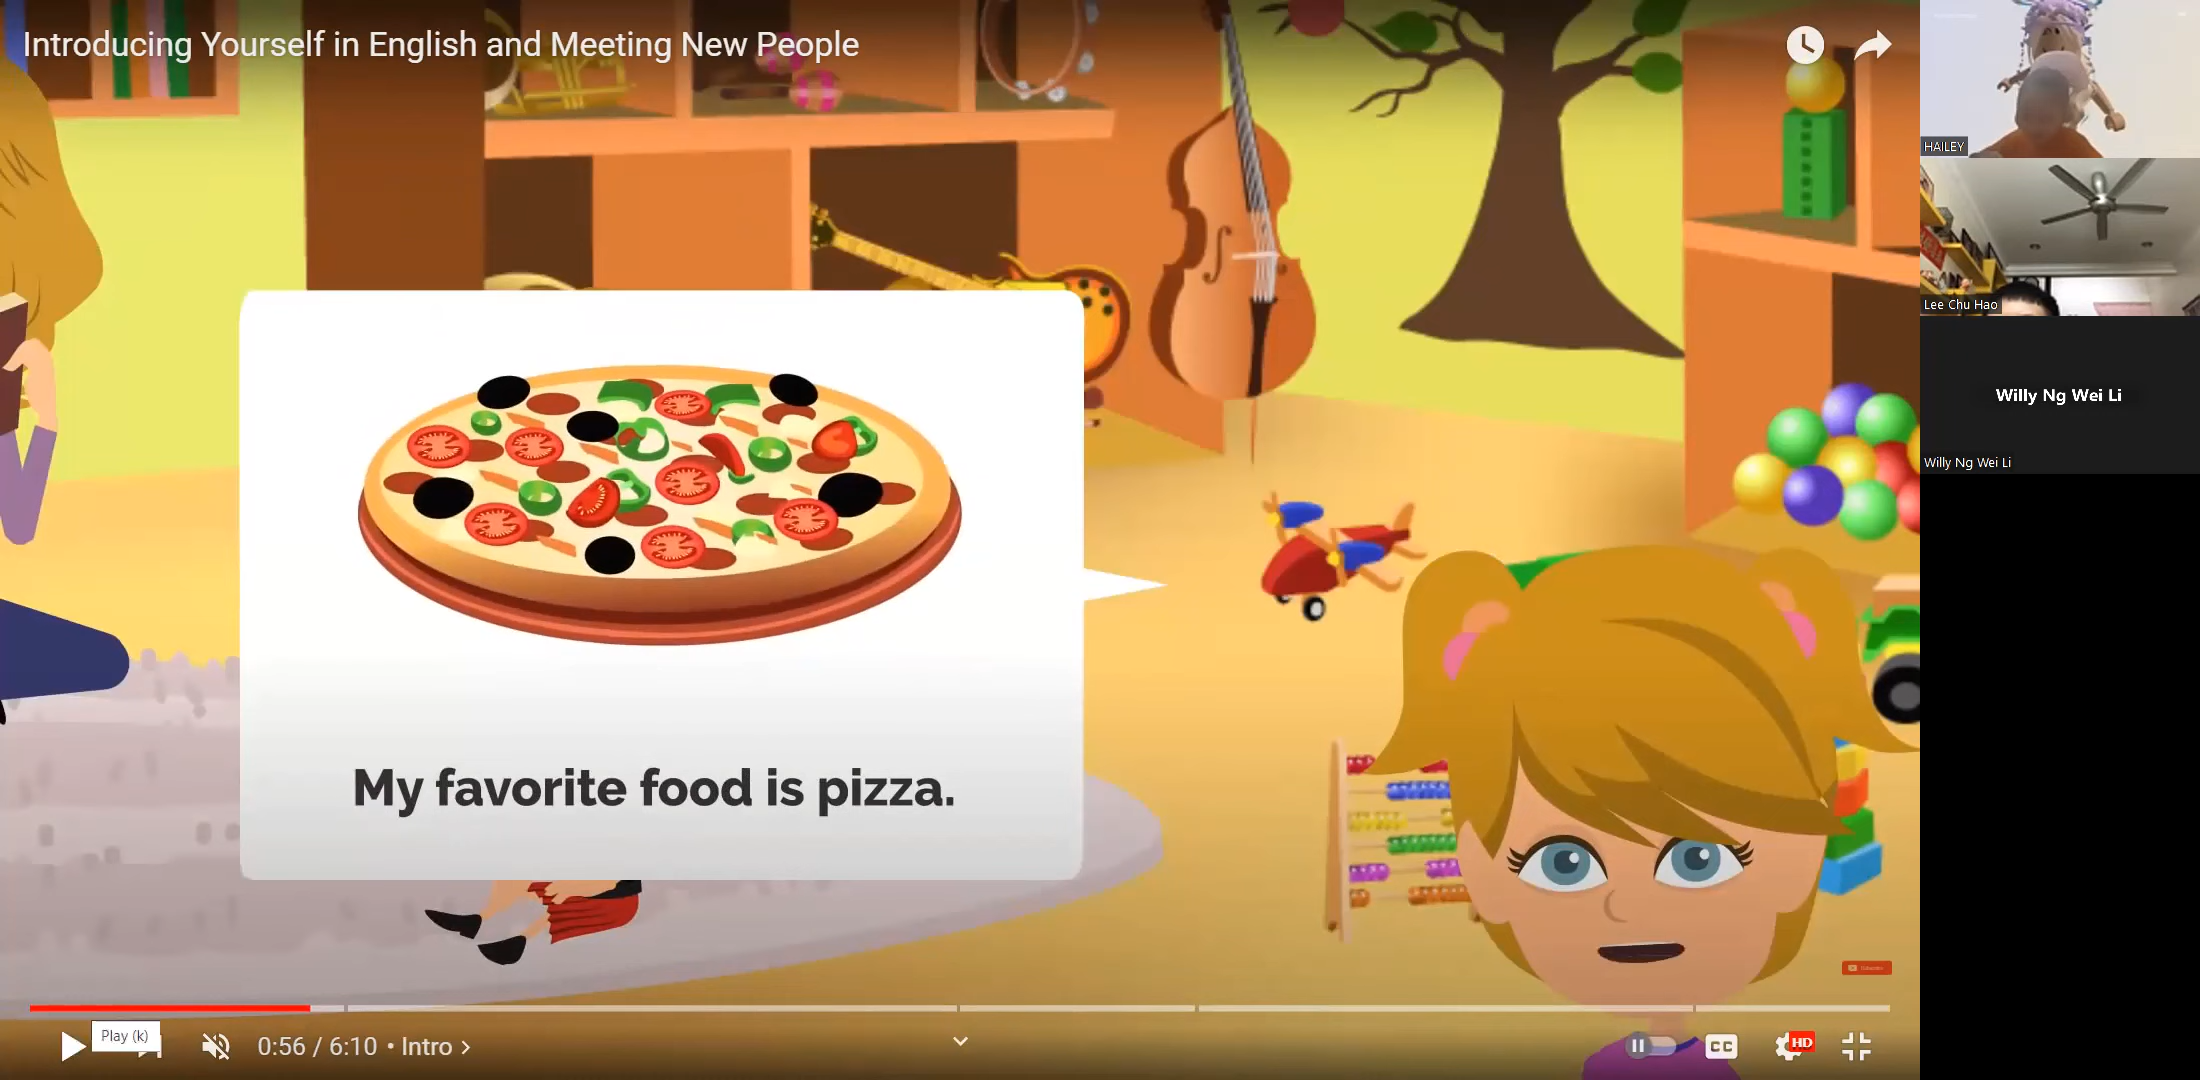 Introducing Yourself in English and Meeting New People
HAILEY
Lee Chu Hao
Willy Ng Wei Li
Willy Ng Wei Li
My favorite food is pizza.
Play (k)
0:56 / 6:10 • Intro >
CC
HD